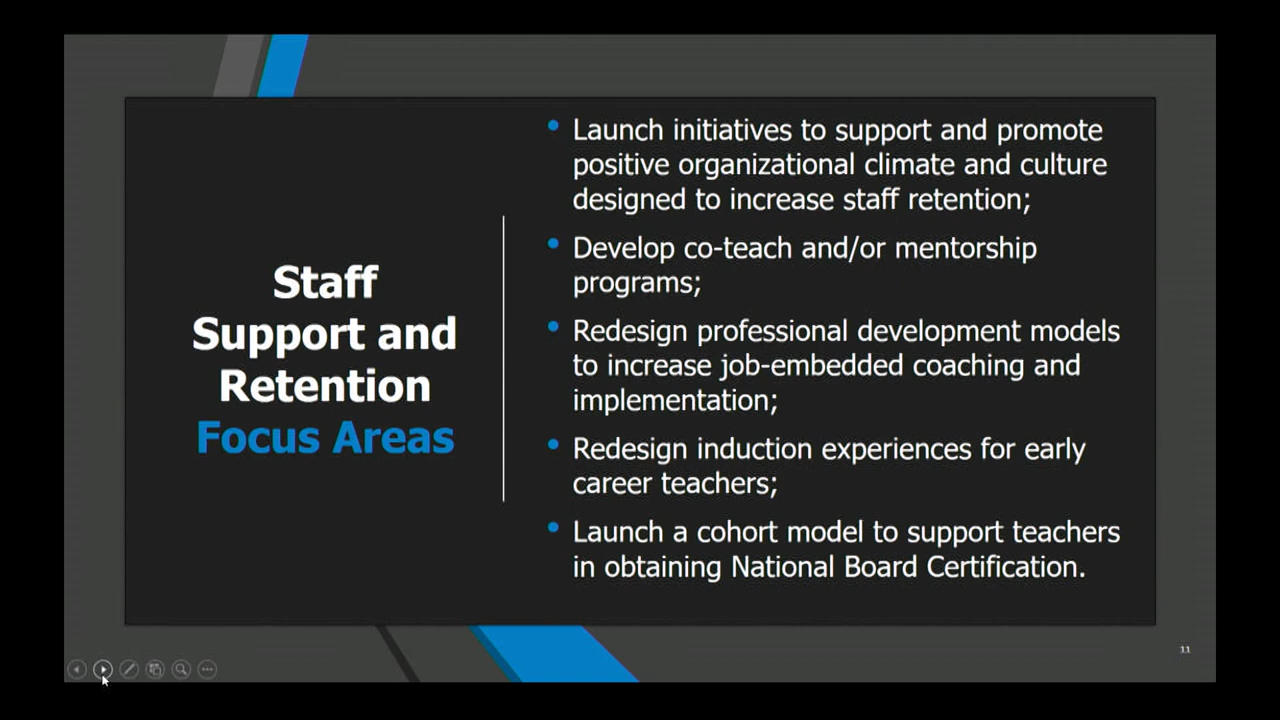 Staff
Support and
Retention
Focus Areas
• Launch initiatives to support and promote
positive organizational climate and culture
designed to increase staff retention;
• Develop co-teach and/or mentorship
programs;
• Redesign professional development models
to increase job-embedded coaching and
implementation;
• Redesign induction experiences for early
career teachers;
• Launch a cohort model to support teachers
in obtaining National Board Certification.
11